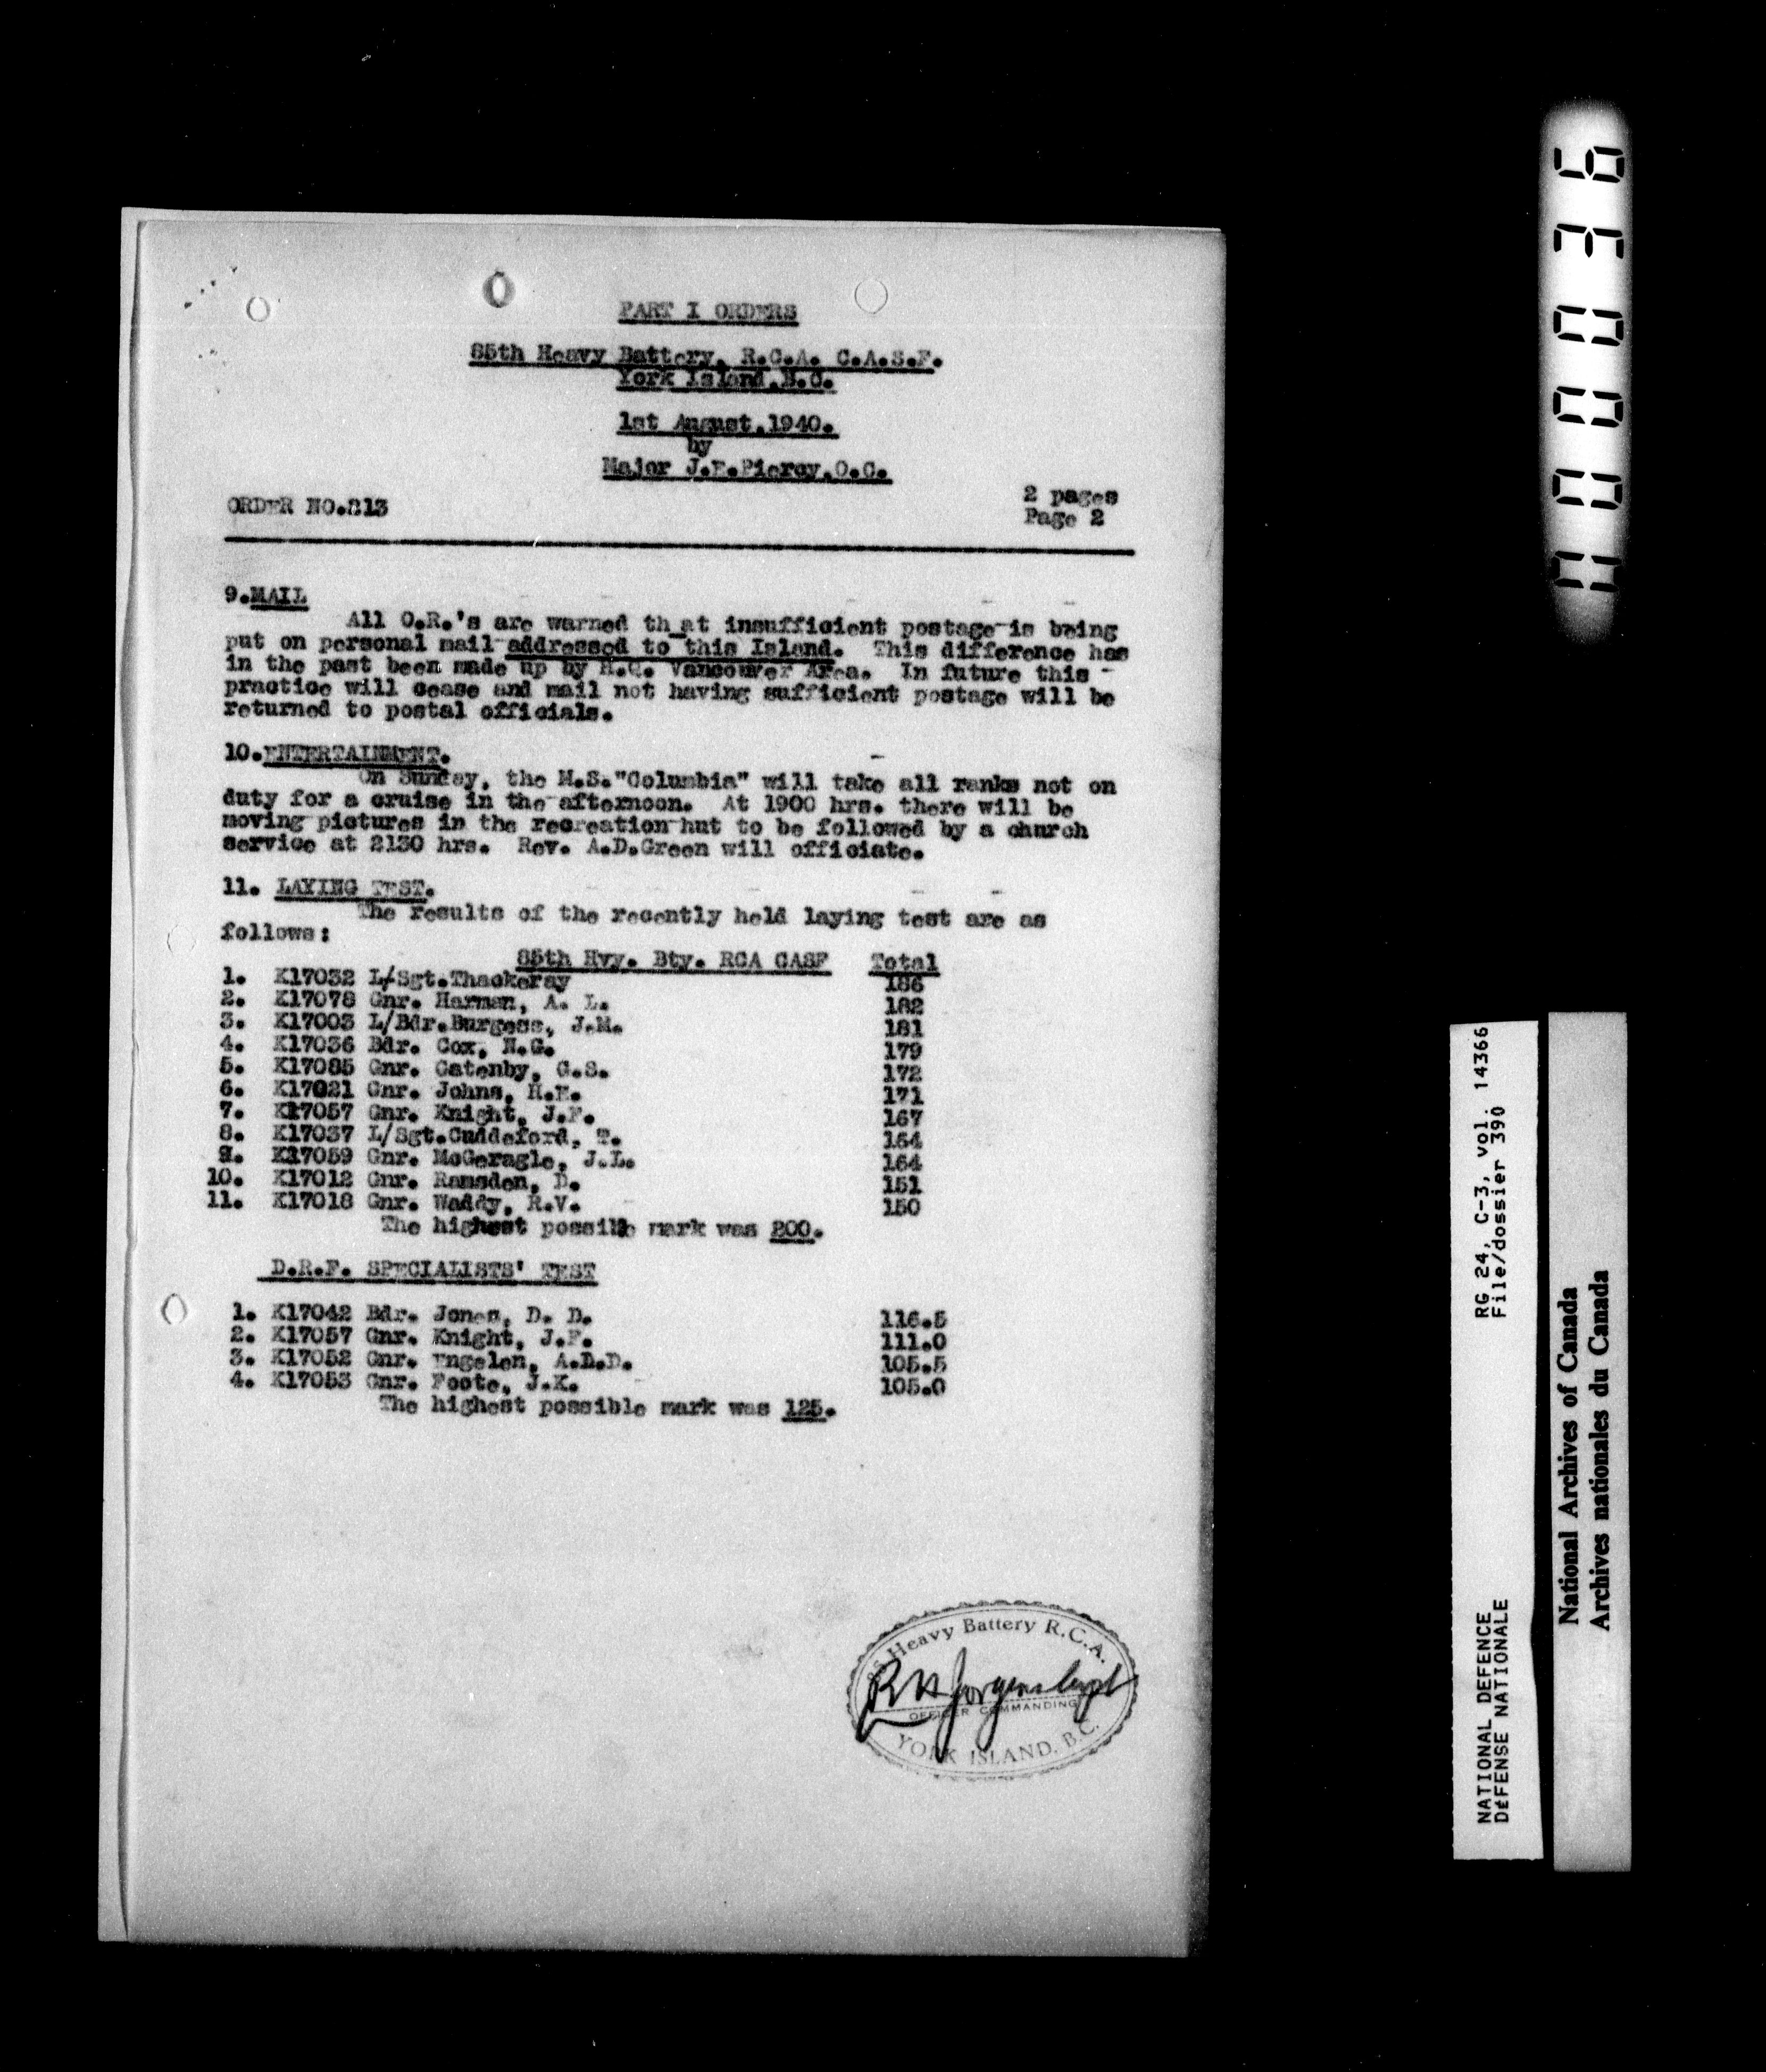 PART I ORDERS
85th Heavy Battery, R.C.A. C.A.S.F.
York Island,B.C.
1st August,1940.
by
Major J.E.Piercy,O.C.
ORDER NO.213
2 pages
Page 2
9.MAIL
All O.R.'s are warned th at insufficient postage is being
put on personal mail addressed to this Island. This difference has
in the past been made up by H.Q. Vancouver Area. In future this
practice will cease and mail not having sufficient postage will be
returned to postal officials.
10.ENTERTAINMENT.
On Sunday, the M.S."Columbia" will take all ranks not on
duty for a cruise in the afternoon. At 1900 hrs. there will be
moving pictures in the recreation hut to be followed by a church
service at 2130 hrs. Rev. A.D.Green will officiate.
11. LAYING TEST.
The results of the recently held laying test are as
follows:
85th Hvy. Bty. RCA CASF Total
1. K17032 L/Sgt.Thackeray 186
2. K17078 Gnr. Harman, A. L. 182
3. K17003 L/Bdr.Burgess, J.M. 181
4. K17036 Bdr. Cox, N.G. 179
5. K17085 Gnr. Gatenby, C.S. 172
6. K17021 Gnr. Johns, H.E. 171
7. K17057 Gnr. Knight, J.F. 167
8. K17037 L/Sgt.Cuddeford, T. 164
9. K17059 Gnr. McGeragle, J.L. 164
10. K17012 Gnr. Ramsden, D. 151
11. K17018 Gnr. Waddy, R.V. 150
The highest possible mark was 200.
D.R.F. SPECIALISTS' TEST
1. K17042 Bdr. Jones, D. D. 116.5
2. K17057 Gnr. Knight, J.F. 111.0
3. K17052 Gnr. Engelen, A.L.D. 105.5
4. K17053 Gnr. Foote, J.K. 105.0
The highest possible mark was 125.
85 Heavy Battery R.C.A.
OFFICER COMMANDING
YORK ISLAND, B.C.
000036
RG 24, C-3, vol. 14366
File/dossier 390
NATIONAL DEFENCE
DÉFENSE NATIONALE
National Archives of Canada
Archives nationales du Canada